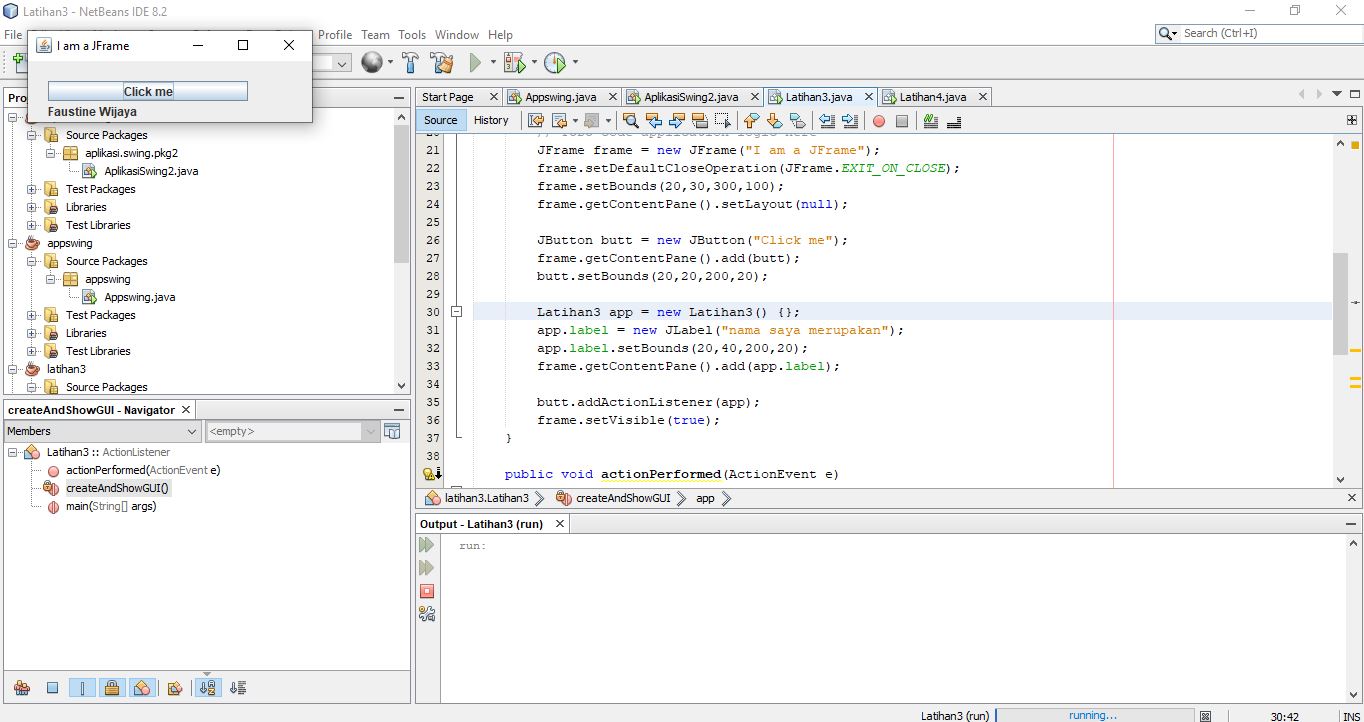 Latihan3 - NetBeans IDE 8.2
File
Profile Team Tools Window Help
Search (Ctrl+I)
I am a JFrame
Click me
Faustine Wijaya
Source Packages
aplikasi.swing.pkg2
AplikasiSwing2.java
Test Packages
Libraries
Test Libraries
appswing
Source Packages
appswing
Appswing.java
Test Packages
Libraries
Test Libraries
latihan3
Source Packages
createAndShowGUI - Navigator
Members
<empty>
Latihan3 :: ActionListener
actionPerformed(ActionEvent e)
createAndShowGUI()
main(String[] args)
Start Page Appswing.java AplikasiSwing2.java Latihan3.java Latihan4.java
Source History
21 JFrame frame = new JFrame("I am a JFrame");
22 frame.setDefaultCloseOperation(JFrame.EXIT_ON_CLOSE);
23 frame.setBounds(20,30,300,100);
24 frame.getContentPane().setLayout(null);
25
26 JButton butt = new JButton("Click me");
27 frame.getContentPane().add(butt);
28 butt.setBounds(20,20,200,20);
29
30 Latihan3 app = new Latihan3() {};
31 app.label = new JLabel("nama saya merupakan");
32 app.label.setBounds(20,40,200,20);
33 frame.getContentPane().add(app.label);
34
35 butt.addActionListener(app);
36 frame.setVisible(true);
37 }
38
public void actionPerformed(ActionEvent e)
latihan3.Latihan3 createAndShowGUI app
Output - Latihan3 (run)
run:
Latihan3 (run) running... 30:42 INS